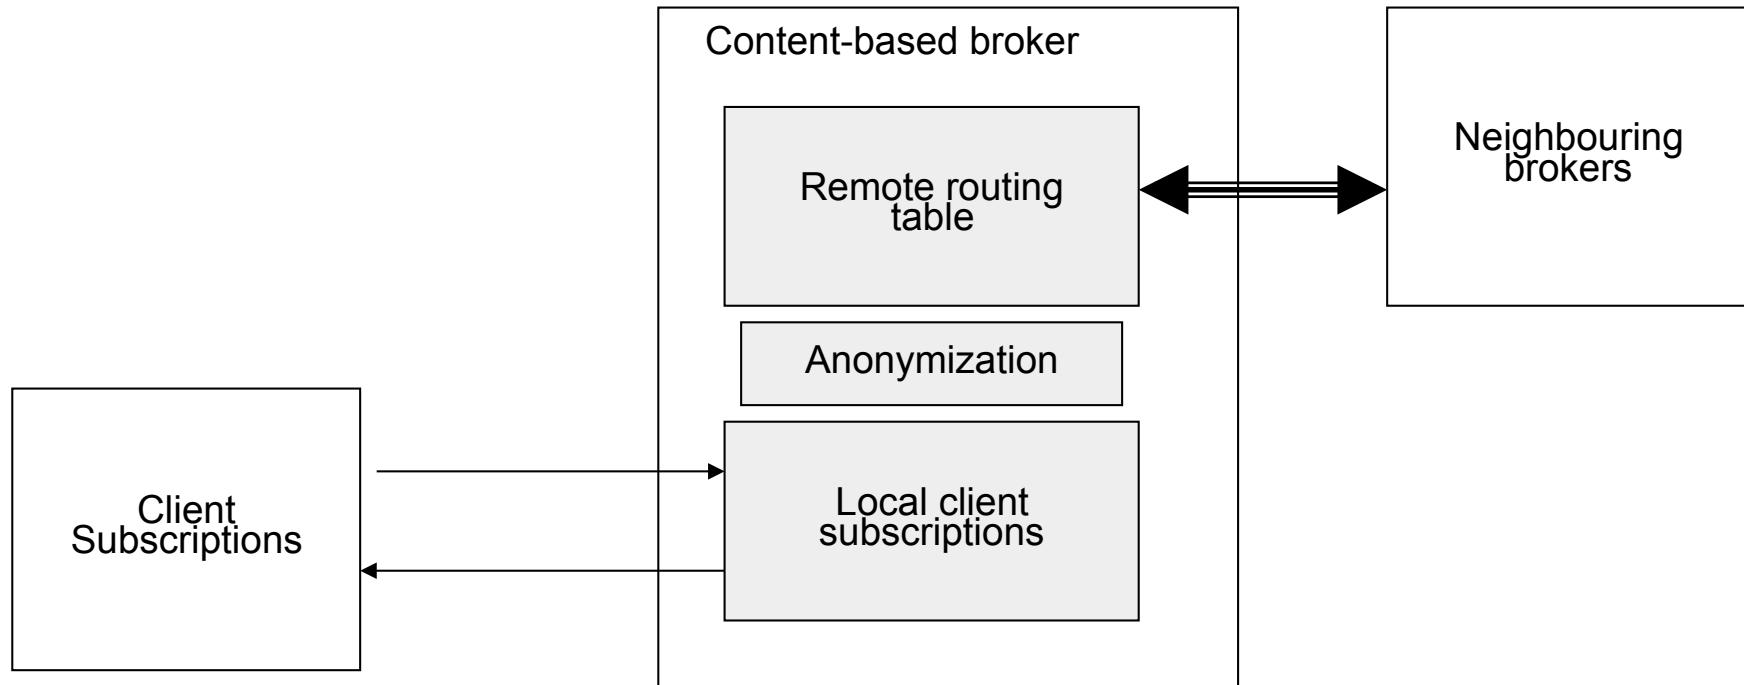 Content-based broker
Remote routing
table
Neighbouring
brokers
Anonymization
Client
Subscriptions
Local client
subscriptions